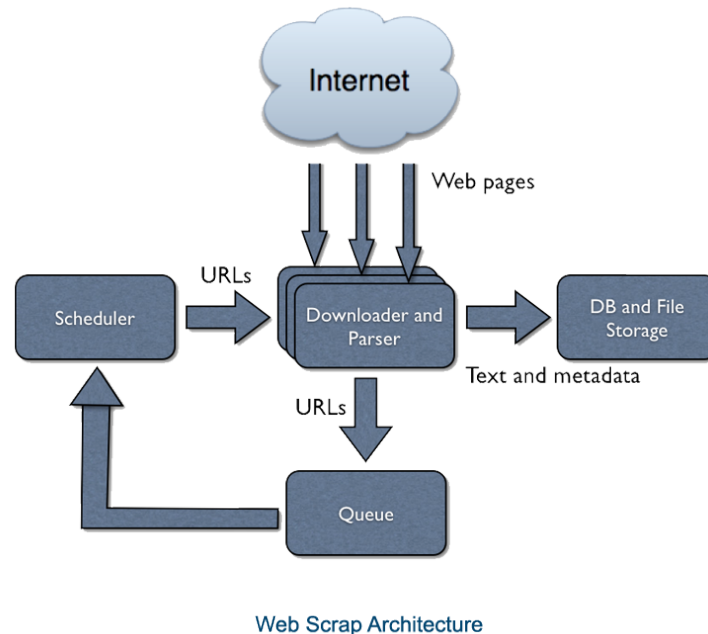 Internet
Web pages
URLs
Scheduler
Downloader and
Parser
DB and File
Storage
Text and metadata
URLs
Queue
Web Scrap Architecture